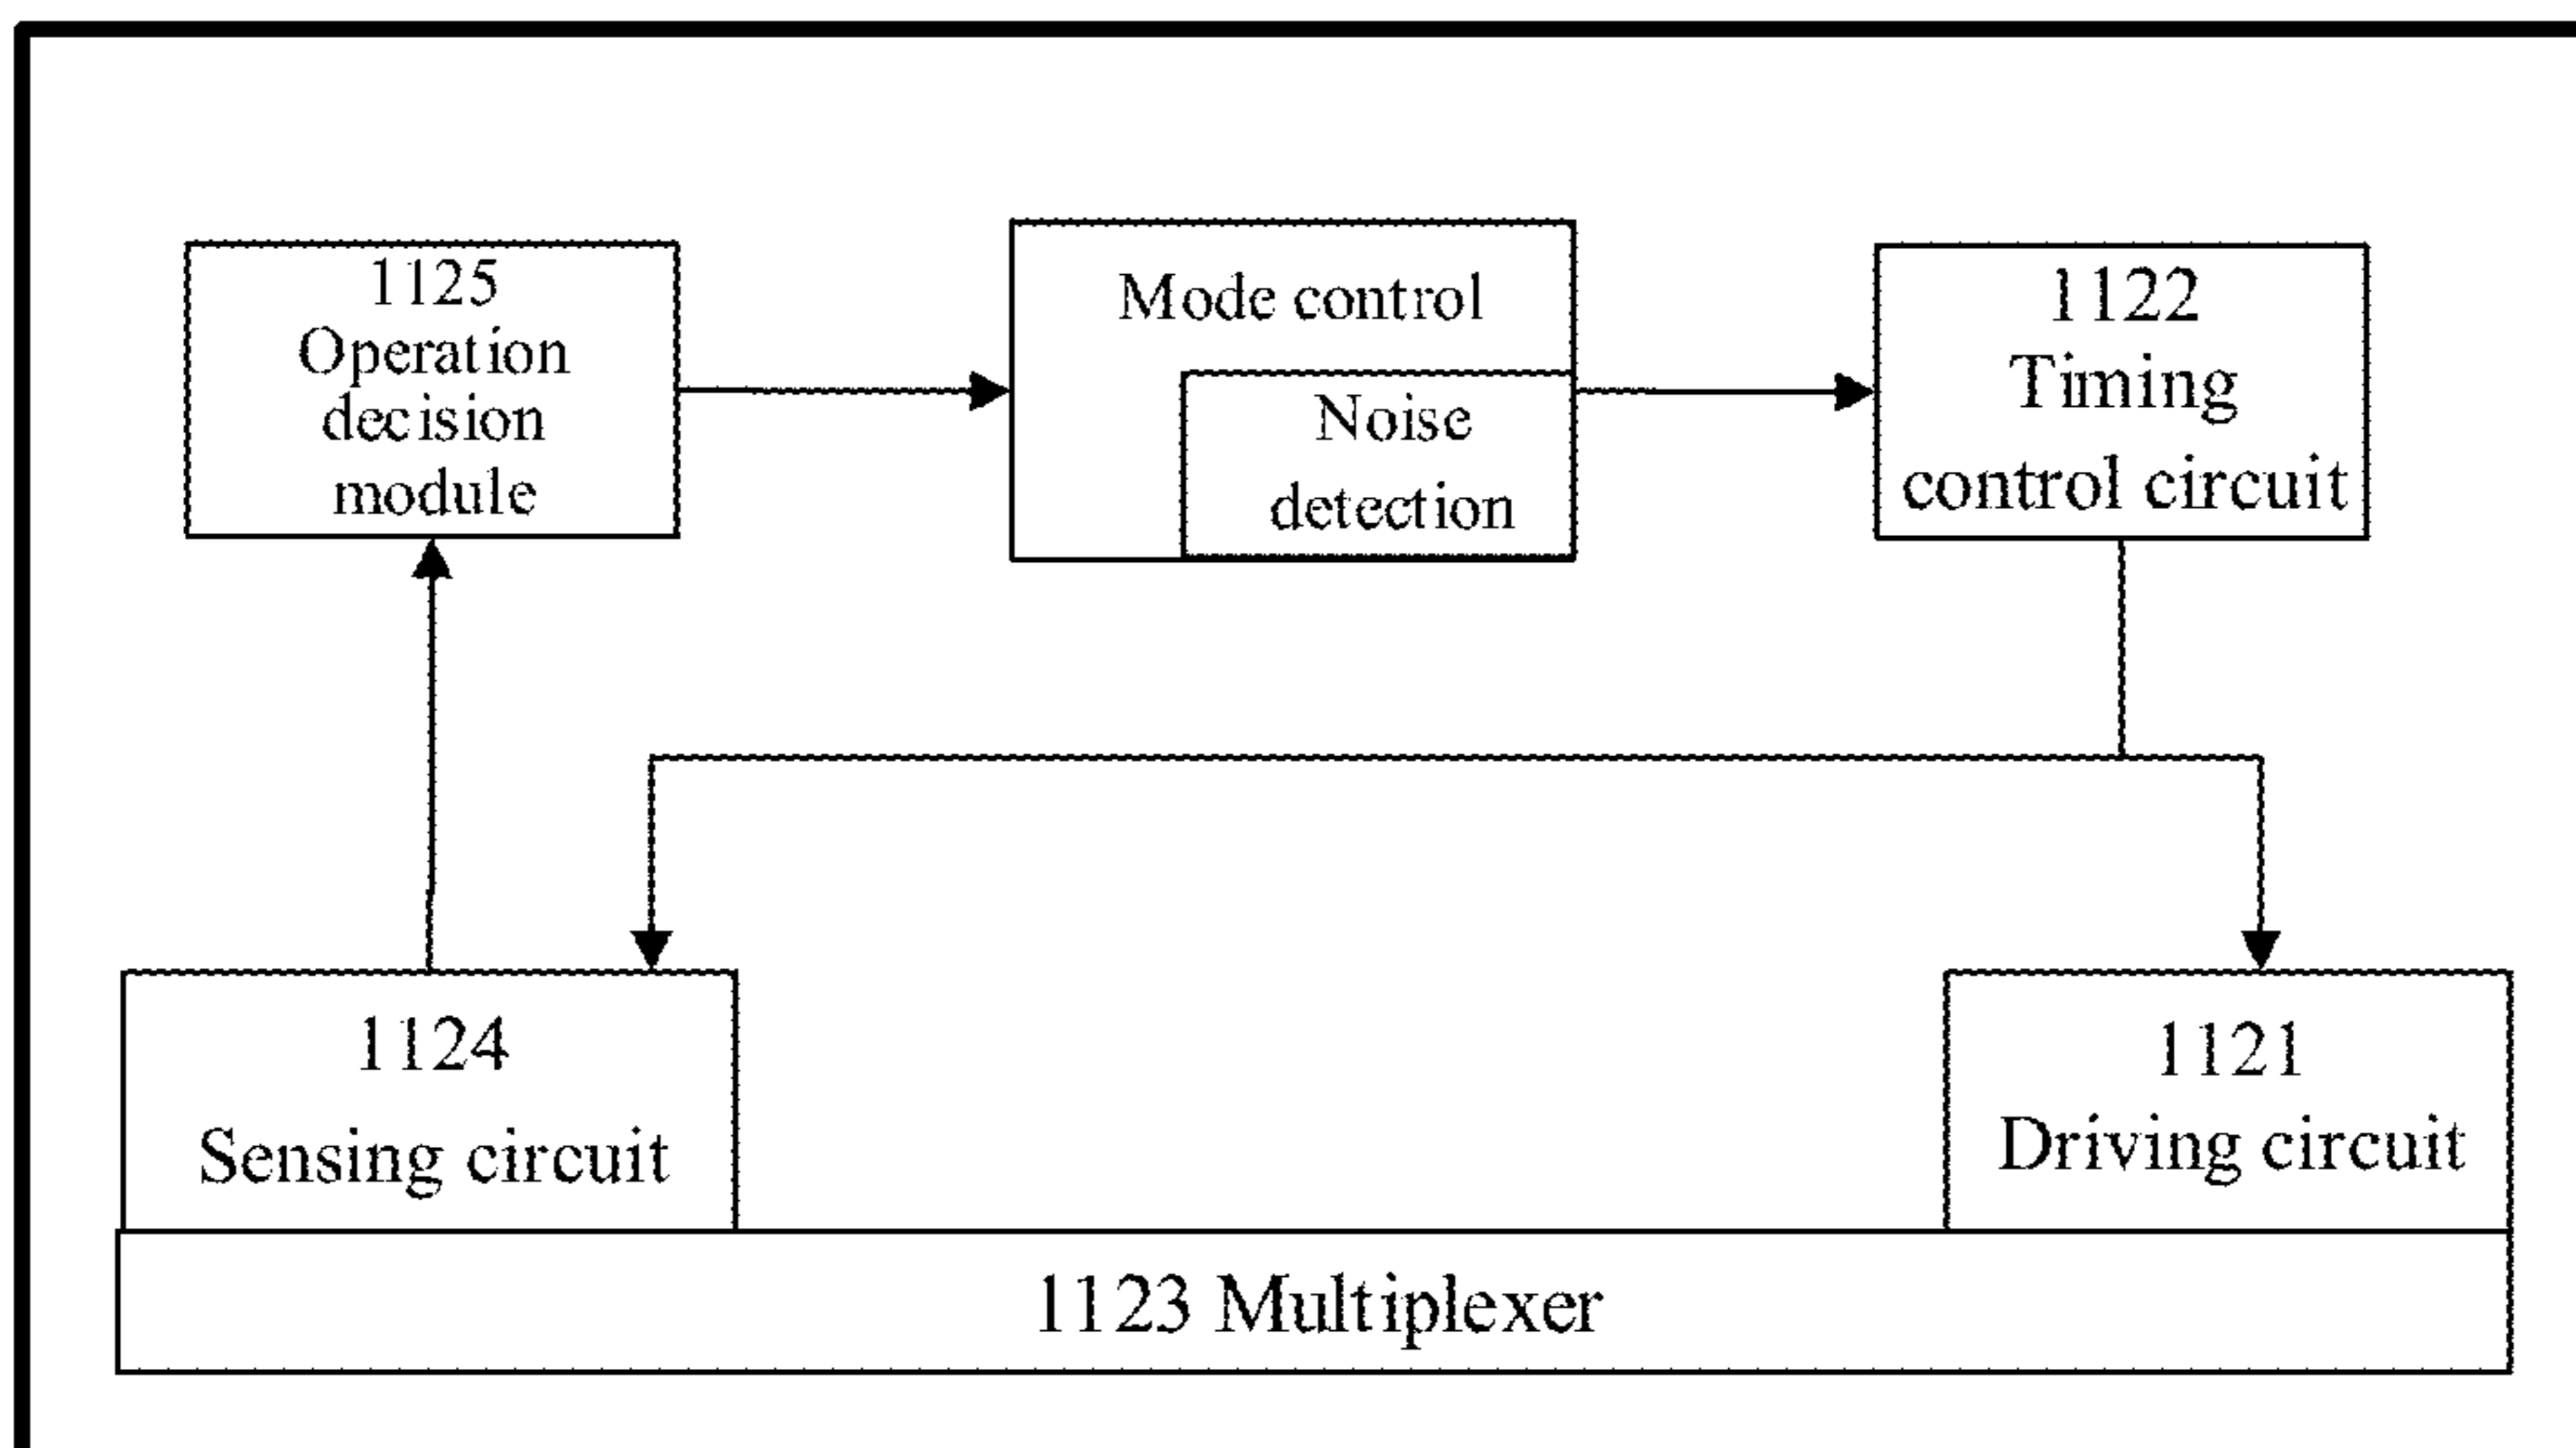 1125
Operation
decision
module
Mode control
Noise
detection
1122
Timing
control circuit
1124
Sensing circuit
1121
Driving circuit
1123 Multiplexer